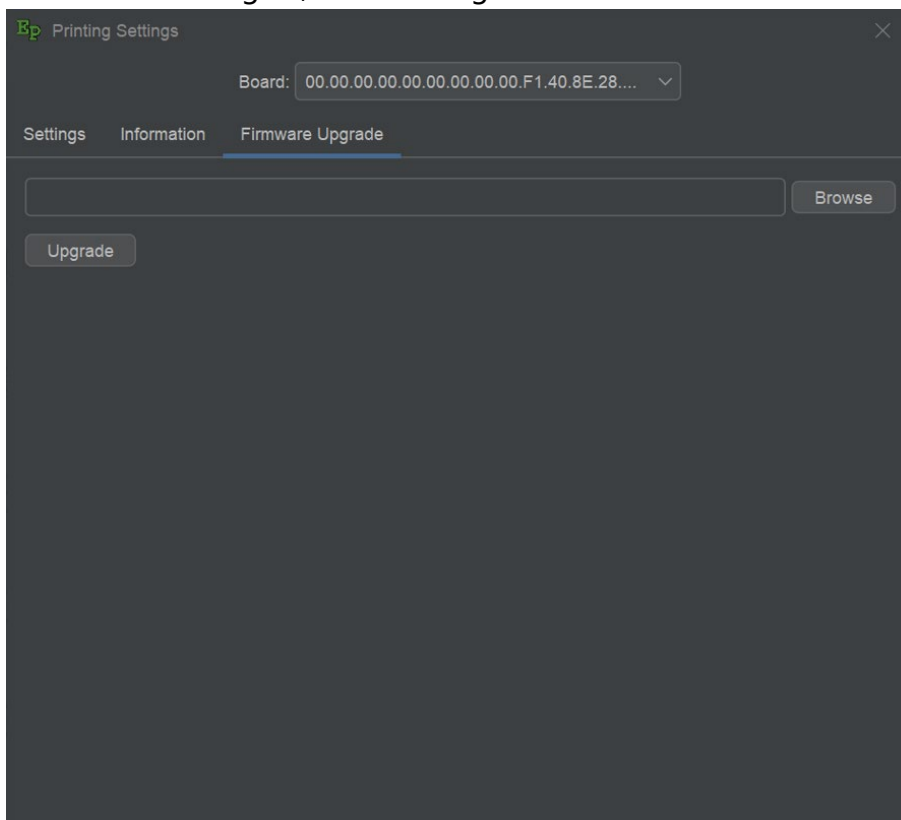 Ep Printing Settings
Board: 00.00.00.00.00.00.00.00.F1.40.8E.28....
Settings Information Firmware Upgrade
Browse
Upgrade